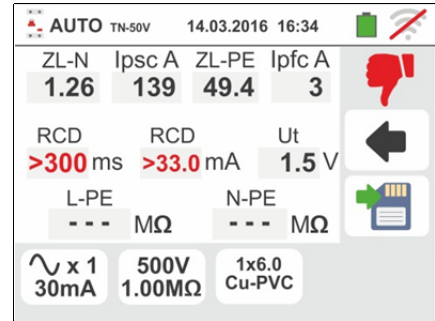 AUTO TN-50V 14.03.2016 16:34
ZL-N Ipsc A ZL-PE Ipfc A
1.26 139 49.4 3
RCD RCD Ut
>300 ms >33.0 mA 1.5 V
L-PE N-PE
- - - MΩ - - - MΩ
x 1 500V 1x6.0
30mA 1.00MΩ Cu-PVC